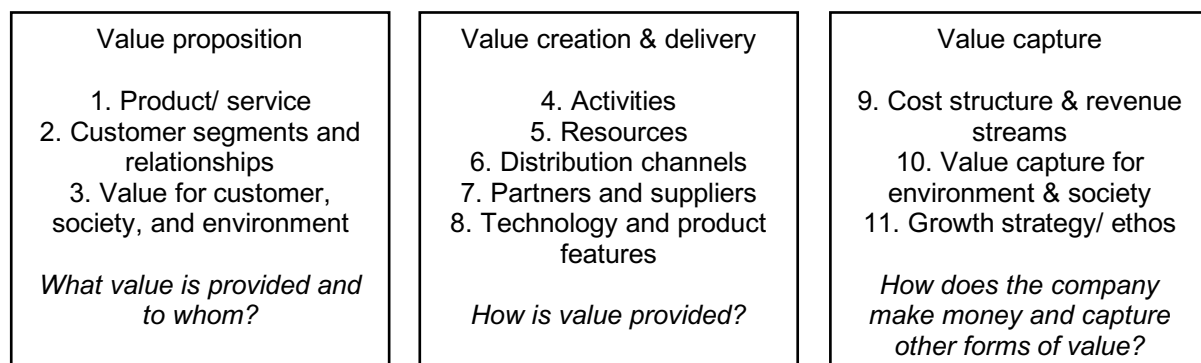 Value proposition
1. Product/ service
2. Customer segments and
relationships
3. Value for customer,
society, and environment
What value is provided and
to whom?
Value creation & delivery
4. Activities
5. Resources
6. Distribution channels
7. Partners and suppliers
8. Technology and product
features
How is value provided?
Value capture
9. Cost structure & revenue
streams
10. Value capture for
environment & society
11. Growth strategy/ ethos
How does the company
make money and capture
other forms of value?